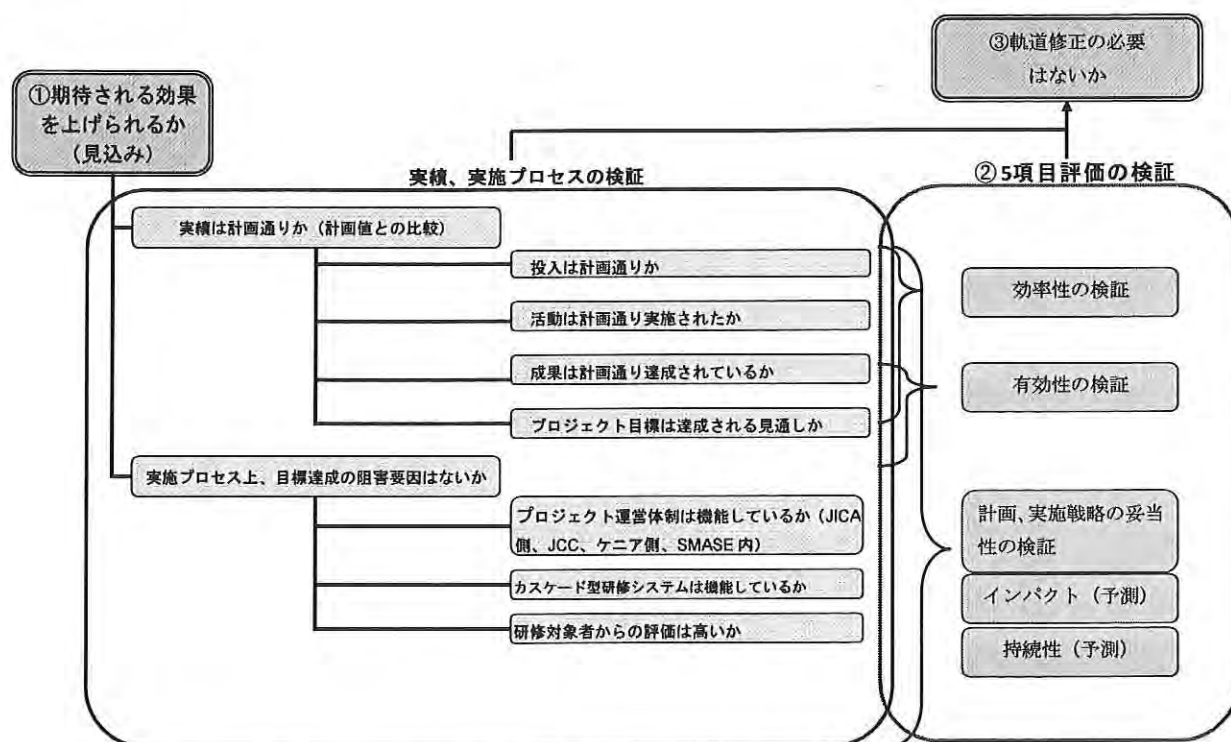 ③軌道修正の必要
はないか
①期待される効果
を上げられるか
(見込み)
実績、実施プロセスの検証
②5項目評価の検証
実績は計画通りか（計画値との比較）
投入は計画通りか
活動は計画通り実施されたか
成果は計画通り達成されているか
プロジェクト目標は達成される見通しか
実施プロセス上、目標達成の阻害要因はないか
プロジェクト運営体制は機能しているか（JICA
側、JCC、ケニア側、SMASE内）
カスケード型研修システムは機能しているか
研修対象者からの評価は高いか
効率性の検証
有効性の検証
計画、実施戦略の妥当
性の検証
インパクト（予測）
持続性（予測）